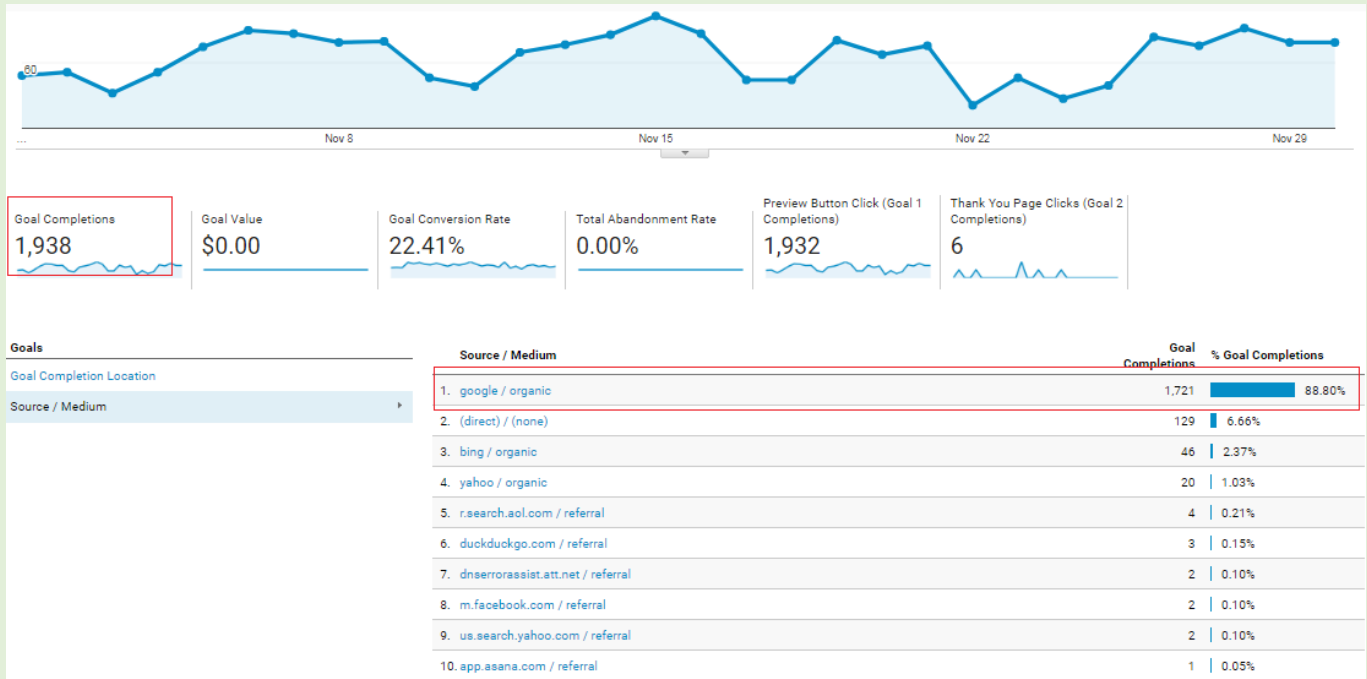 60
...
Nov 8
Nov 15
Nov 22
Nov 29
Goal Completions
1,938
Goal Value
$0.00
Goal Conversion Rate
22.41%
Total Abandonment Rate
0.00%
Preview Button Click (Goal 1
Completions)
1,932
Thank You Page Clicks (Goal 2
Completions)
6
Goals
Goal Completion Location
Source / Medium
Source / Medium
Goal
Completions
% Goal Completions
1. google / organic 1,721 88.80%
2. (direct) / (none) 129 6.66%
3. bing / organic 46 2.37%
4. yahoo / organic 20 1.03%
5. r.search.aol.com / referral 4 0.21%
6. duckduckgo.com / referral 3 0.15%
7. dnserrorassist.att.net / referral 2 0.10%
8. m.facebook.com / referral 2 0.10%
9. us.search.yahoo.com / referral 2 0.10%
10. app.asana.com / referral 1 0.05%